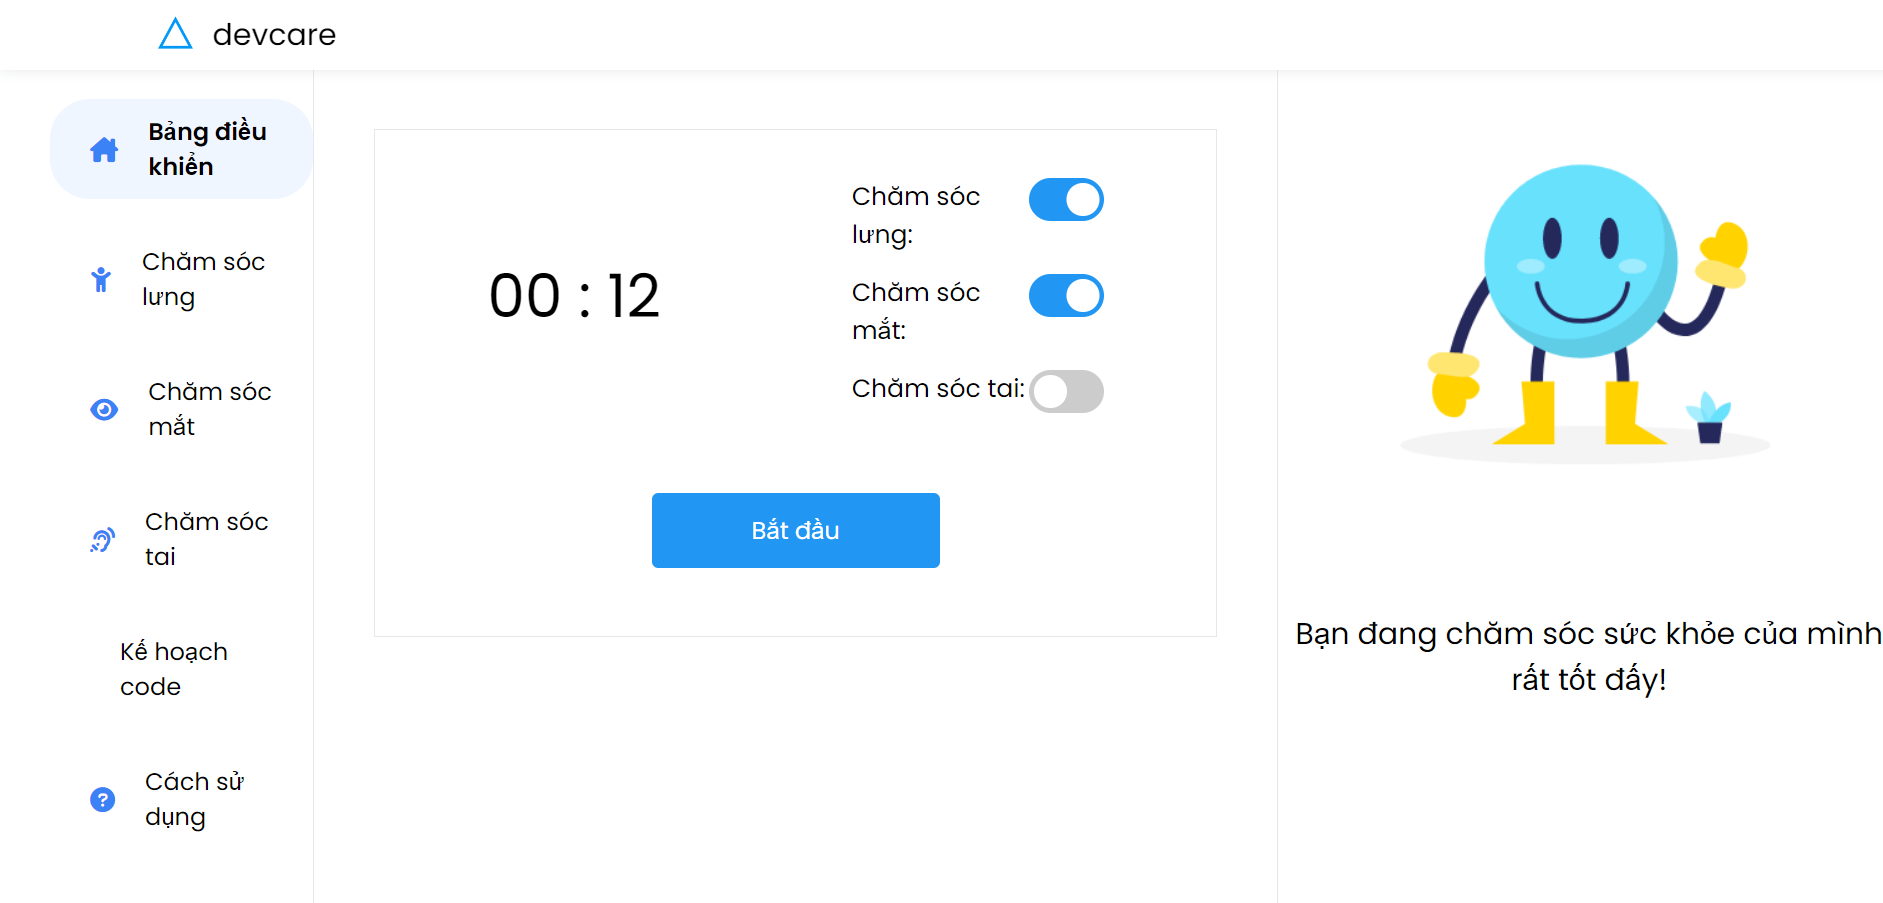 devcare
Bảng điều
khiển
Chăm sóc
lưng
Chăm sóc
mắt
Chăm sóc
tai
Kế hoạch
code
Cách sử
dụng
00 : 12
Chăm sóc
lưng:
Chăm sóc
mắt:
Chăm sóc tai:
Bắt đầu
Bạn đang chăm sóc sức khỏe của mình
rất tốt đấy!